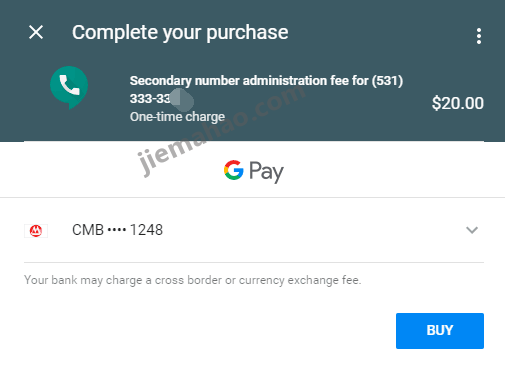 Complete your purchase
Secondary number administration fee for (531)
333-33
One-time charge
$20.00
jiemahao.com
G Pay
CMB •••• 1248
Your bank may charge a cross border or currency exchange fee.
BUY